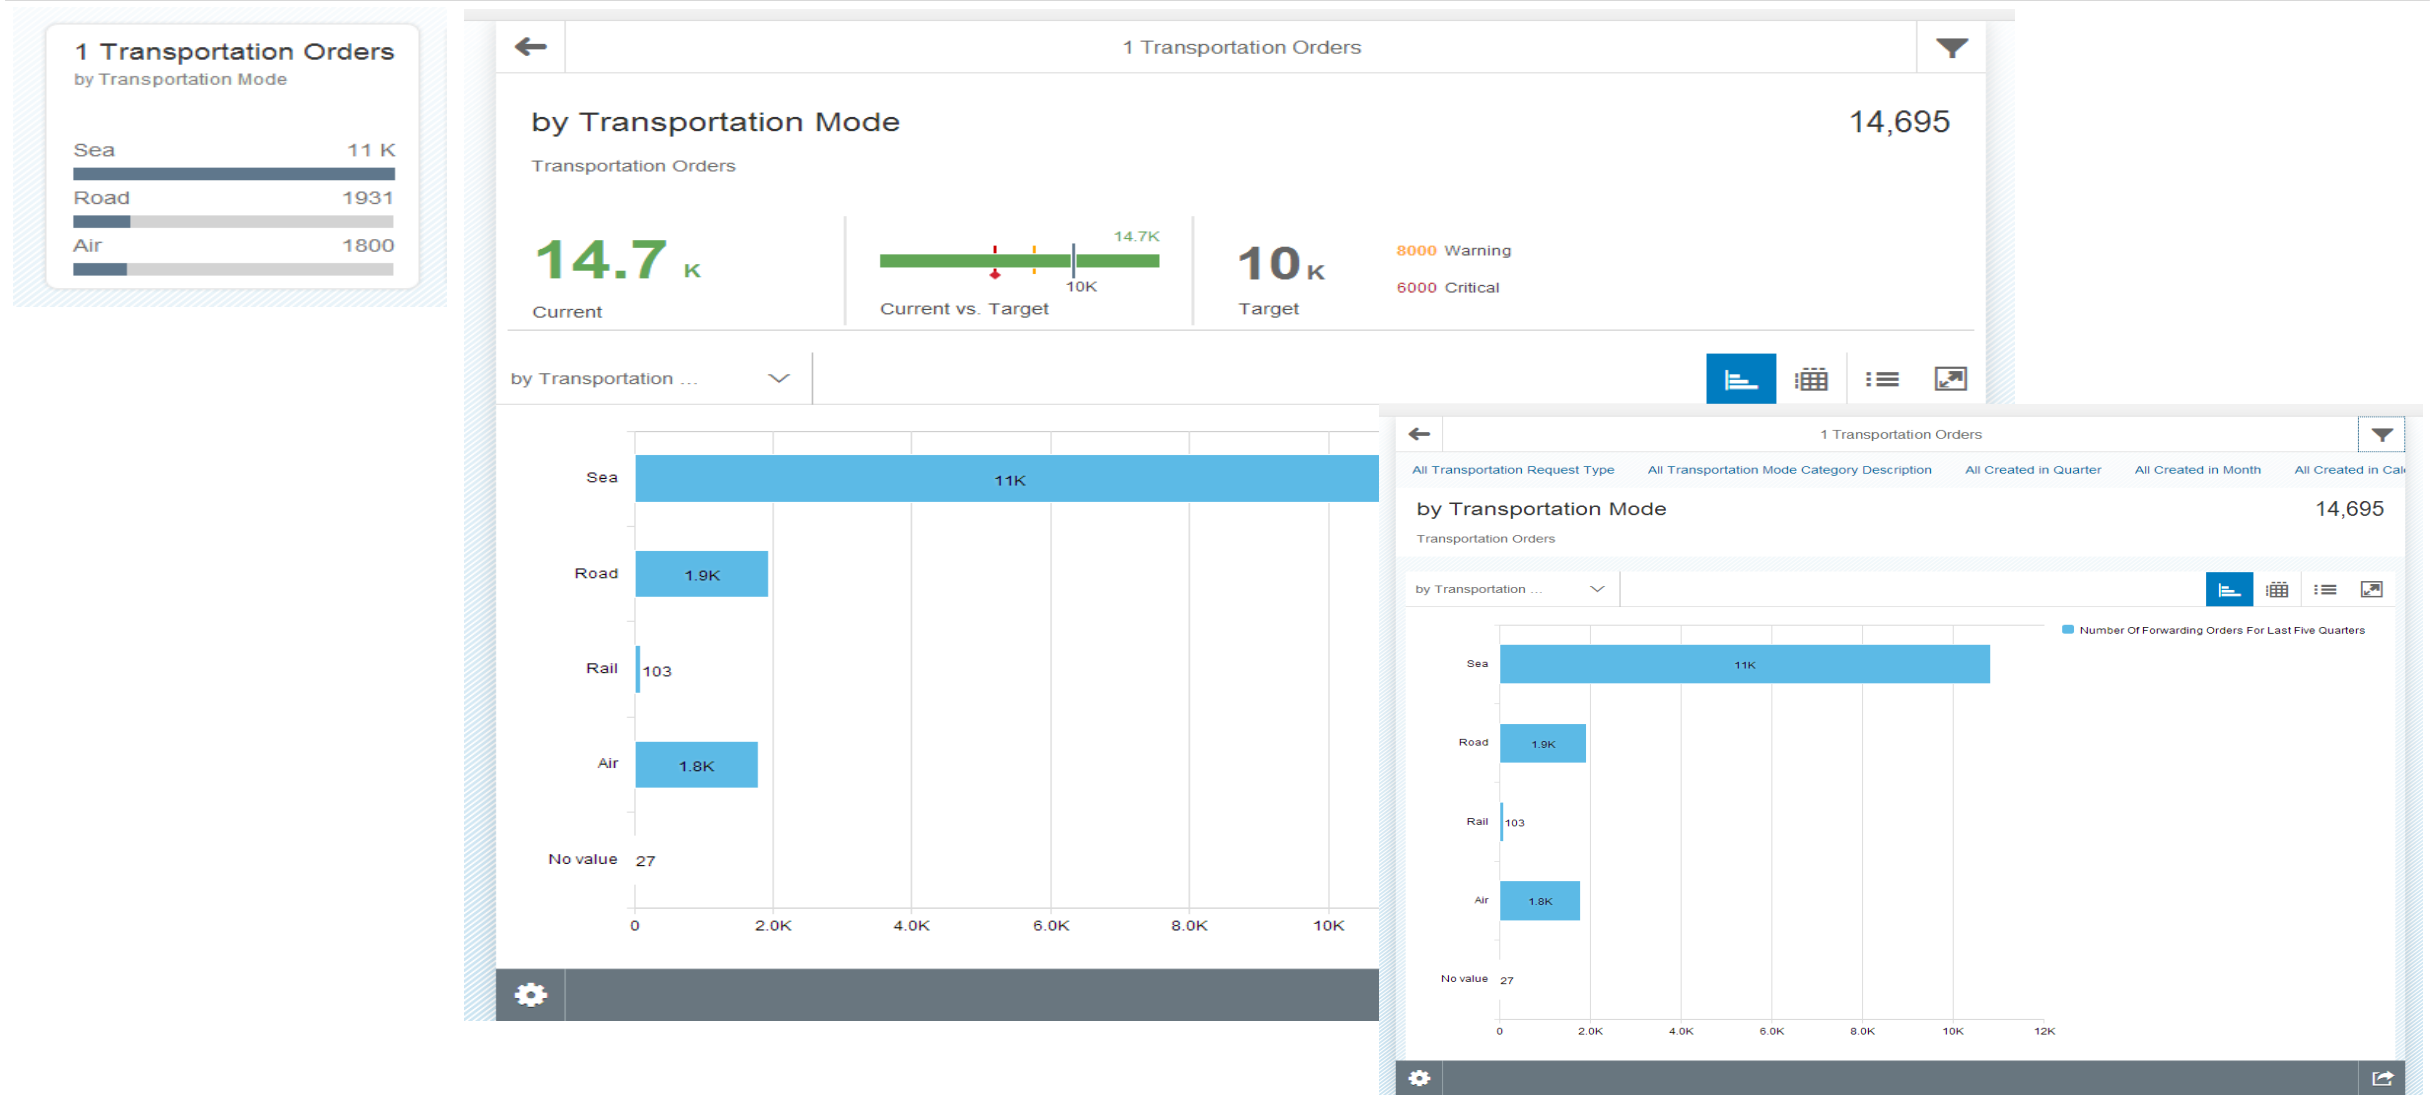 1 Transportation Orders
by Transportation Mode
Sea 11 K
Road 1931
Air 1800
1 Transportation Orders
by Transportation Mode 14,695
Transportation Orders
14.7 K
Current
14.7K
10K
Current vs. Target
10 K
Target
8000 Warning
6000 Critical
by Transportation ...
Sea 11K
Road 1.9K
Rail 103
Air 1.8K
No value 27
0 2.0K 4.0K 6.0K 8.0K 10K
1 Transportation Orders
All Transportation Request Type All Transportation Mode Category Description All Created in Quarter All Created in Month All Created in Cal
by Transportation Mode 14,695
Transportation Orders
by Transportation ...
Number Of Forwarding Orders For Last Five Quarters
Sea 11K
Road 1.9K
Rail 103
Air 1.8K
No value 27
0 2.0K 4.0K 6.0K 8.0K 10K 12K